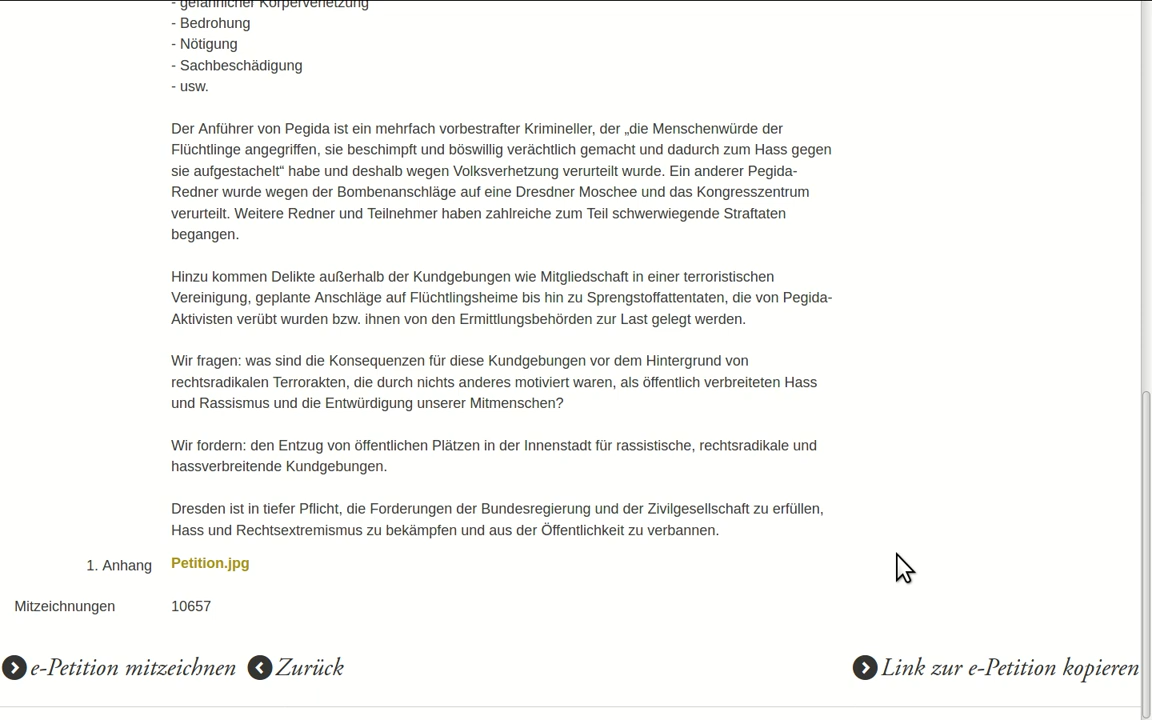 - gefährlicher Körperverletzung
- Bedrohung
- Nötigung
- Sachbeschädigung
- usw.
Der Anführer von Pegida ist ein mehrfach vorbestrafter Krimineller, der „die Menschenwürde der
Flüchtlinge angegriffen, sie beschimpft und böswillig verächtlich gemacht und dadurch zum Hass gegen
sie aufgestachelt“ habe und deshalb wegen Volksverhetzung verurteilt wurde. Ein anderer Pegida-
Redner wurde wegen der Bombenanschläge auf eine Dresdner Moschee und das Kongresszentrum
verurteilt. Weitere Redner und Teilnehmer haben zahlreiche zum Teil schwerwiegende Straftaten
begangen.
Hinzu kommen Delikte außerhalb der Kundgebungen wie Mitgliedschaft in einer terroristischen
Vereinigung, geplante Anschläge auf Flüchtlingsheime bis hin zu Sprengstoffattentaten, die von Pegida-
Aktivisten verübt wurden bzw. ihnen von den Ermittlungsbehörden zur Last gelegt werden.
Wir fragen: was sind die Konsequenzen für diese Kundgebungen vor dem Hintergrund von
rechtsradikalen Terrorakten, die durch nichts anderes motiviert waren, als öffentlich verbreiteten Hass
und Rassismus und die Entwürdigung unserer Mitmenschen?
Wir fordern: den Entzug von öffentlichen Plätzen in der Innenstadt für rassistische, rechtsradikale und
hassverbreitende Kundgebungen.
Dresden ist in tiefer Pflicht, die Forderungen der Bundesregierung und der Zivilgesellschaft zu erfüllen,
Hass und Rechtsextremismus zu bekämpfen und aus der Öffentlichkeit zu verbannen.
1. Anhang Petition.jpg
Mitzeichnungen 10657
e-Petition mitzeichnen Zurück Link zur e-Petition kopieren